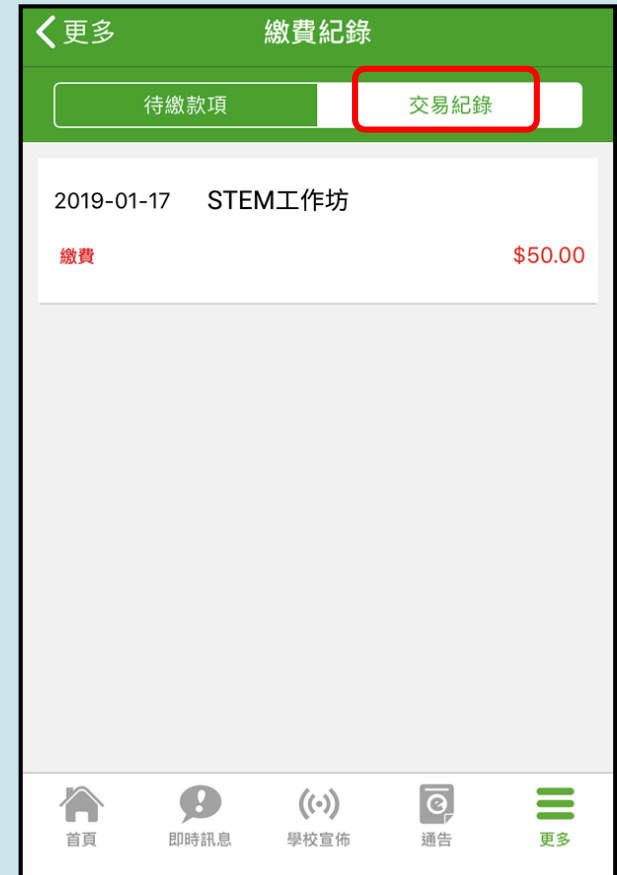 更多 繳費紀錄
待繳款項 交易紀錄
2019-01-17 STEM工作坊
繳費 $50.00
首頁 即時訊息 學校宣佈 通告 更多